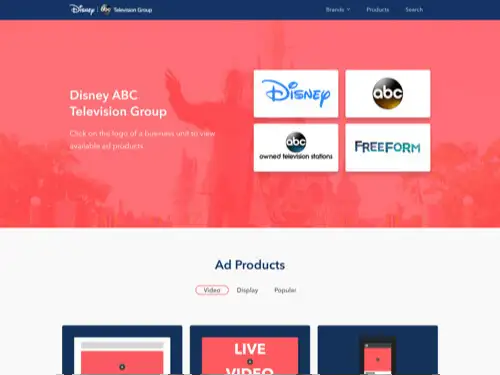 Disney | abc Television Group
Brands
Products
Search
Disney ABC
Television Group
Click on the logo of a business unit to view
available ad products
Disney
abc
abc
owned television stations
FREEFORM
Ad Products
Video
Display
Popular
LIVE
VIDEO